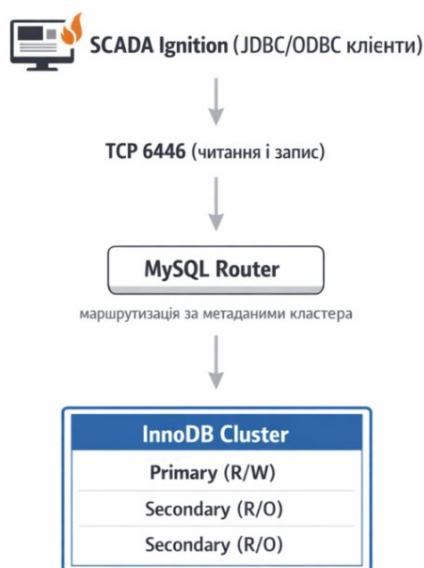 SCADA Ignition (JDBC/ODBC клієнти)
TCP 6446 (читання і запис)
MySQL Router
маршрутизація за метаданими кластера
InnoDB Cluster
Primary (R/W)
Secondary (R/O)
Secondary (R/O)